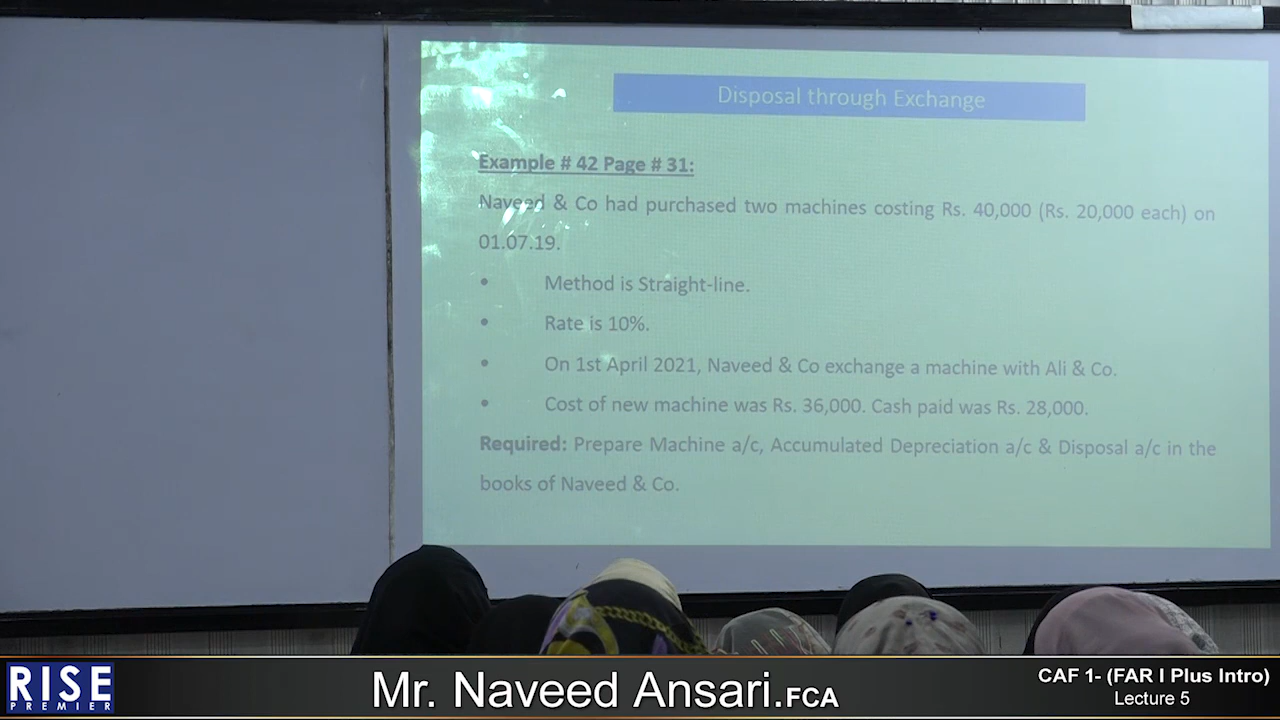 Disposal through Exchange
Example # 42 Page # 31:
Naveed & Co had purchased two machines costing Rs. 40,000 (Rs. 20,000 each) on
01.07.19.
• Method is Straight-line.
• Rate is 10%.
• On 1st April 2021, Naveed & Co exchange a machine with Ali & Co.
• Cost of new machine was Rs. 36,000. Cash paid was Rs. 28,000.
Required: Prepare Machine a/c, Accumulated Depreciation a/c & Disposal a/c in the
books of Naveed & Co.
RISE
PREMIER
Mr. Naveed Ansari.FCA
CAF 1- (FAR I Plus Intro)
Lecture 5